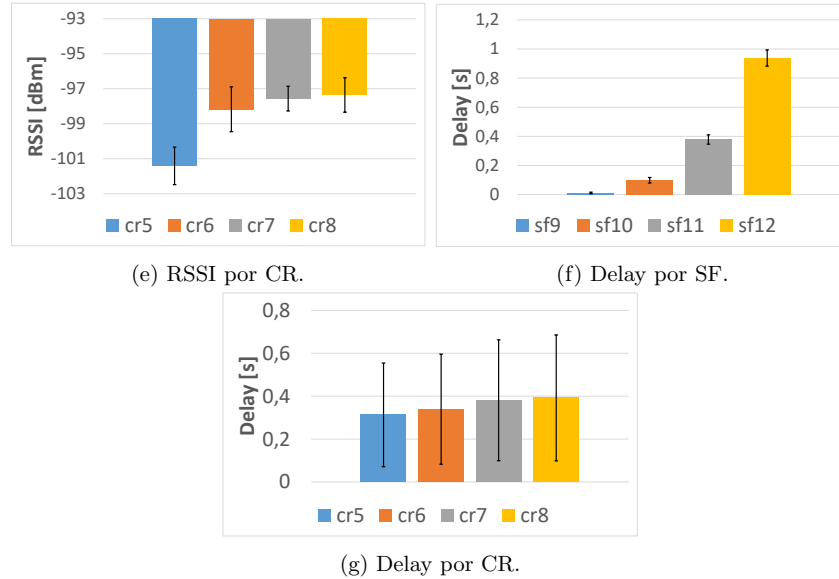 -93
-95
-97
-99
-101
-103
RSSI [dBm]
cr5 cr6 cr7 cr8
(e) RSSI por CR.
1,2
1
0,8
0,6
0,4
0,2
0
Delay [s]
sf9 sf10 sf11 sf12
(f) Delay por SF.
0,8
0,6
0,4
0,2
0
Delay [s]
cr5 cr6 cr7 cr8
(g) Delay por CR.